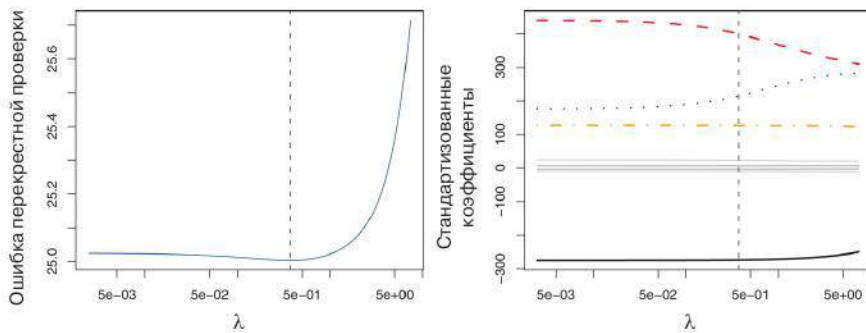 Ошибка перекрестной проверки
25.6
25.4
25.2
25.0
5e−03 5e−02 5e−01 5e+00
λ
Стандартизованные
коэффициенты
300
100
0
−100
−300
5e−03 5e−02 5e−01 5e+00
λ